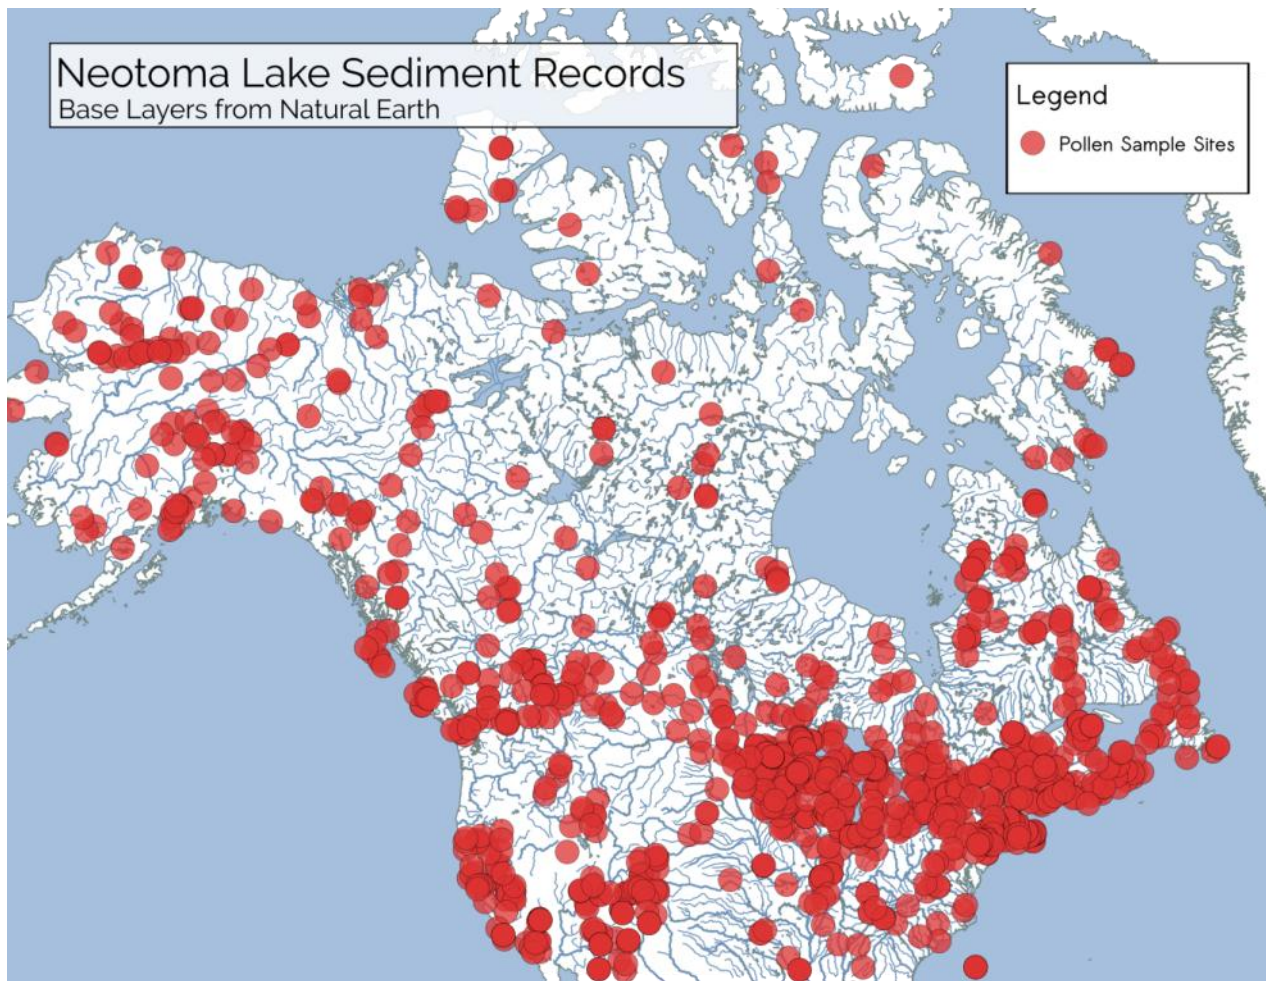 Neotoma Lake Sediment Records
Base Layers from Natural Earth
Legend
Pollen Sample Sites